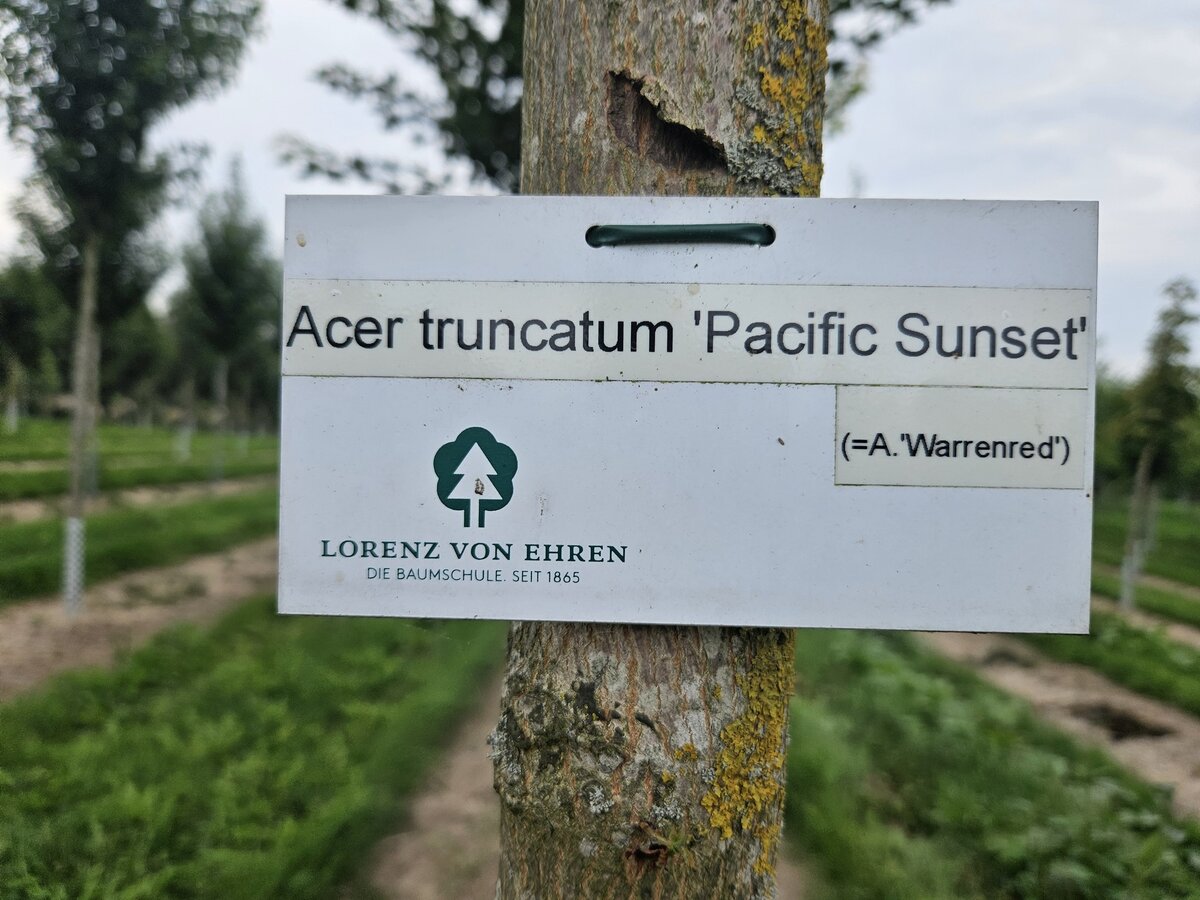 Acer truncatum 'Pacific Sunset'
(=A.'Warrenred')
LORENZ VON EHREN
DIE BAUMSCHULE. SEIT 1865